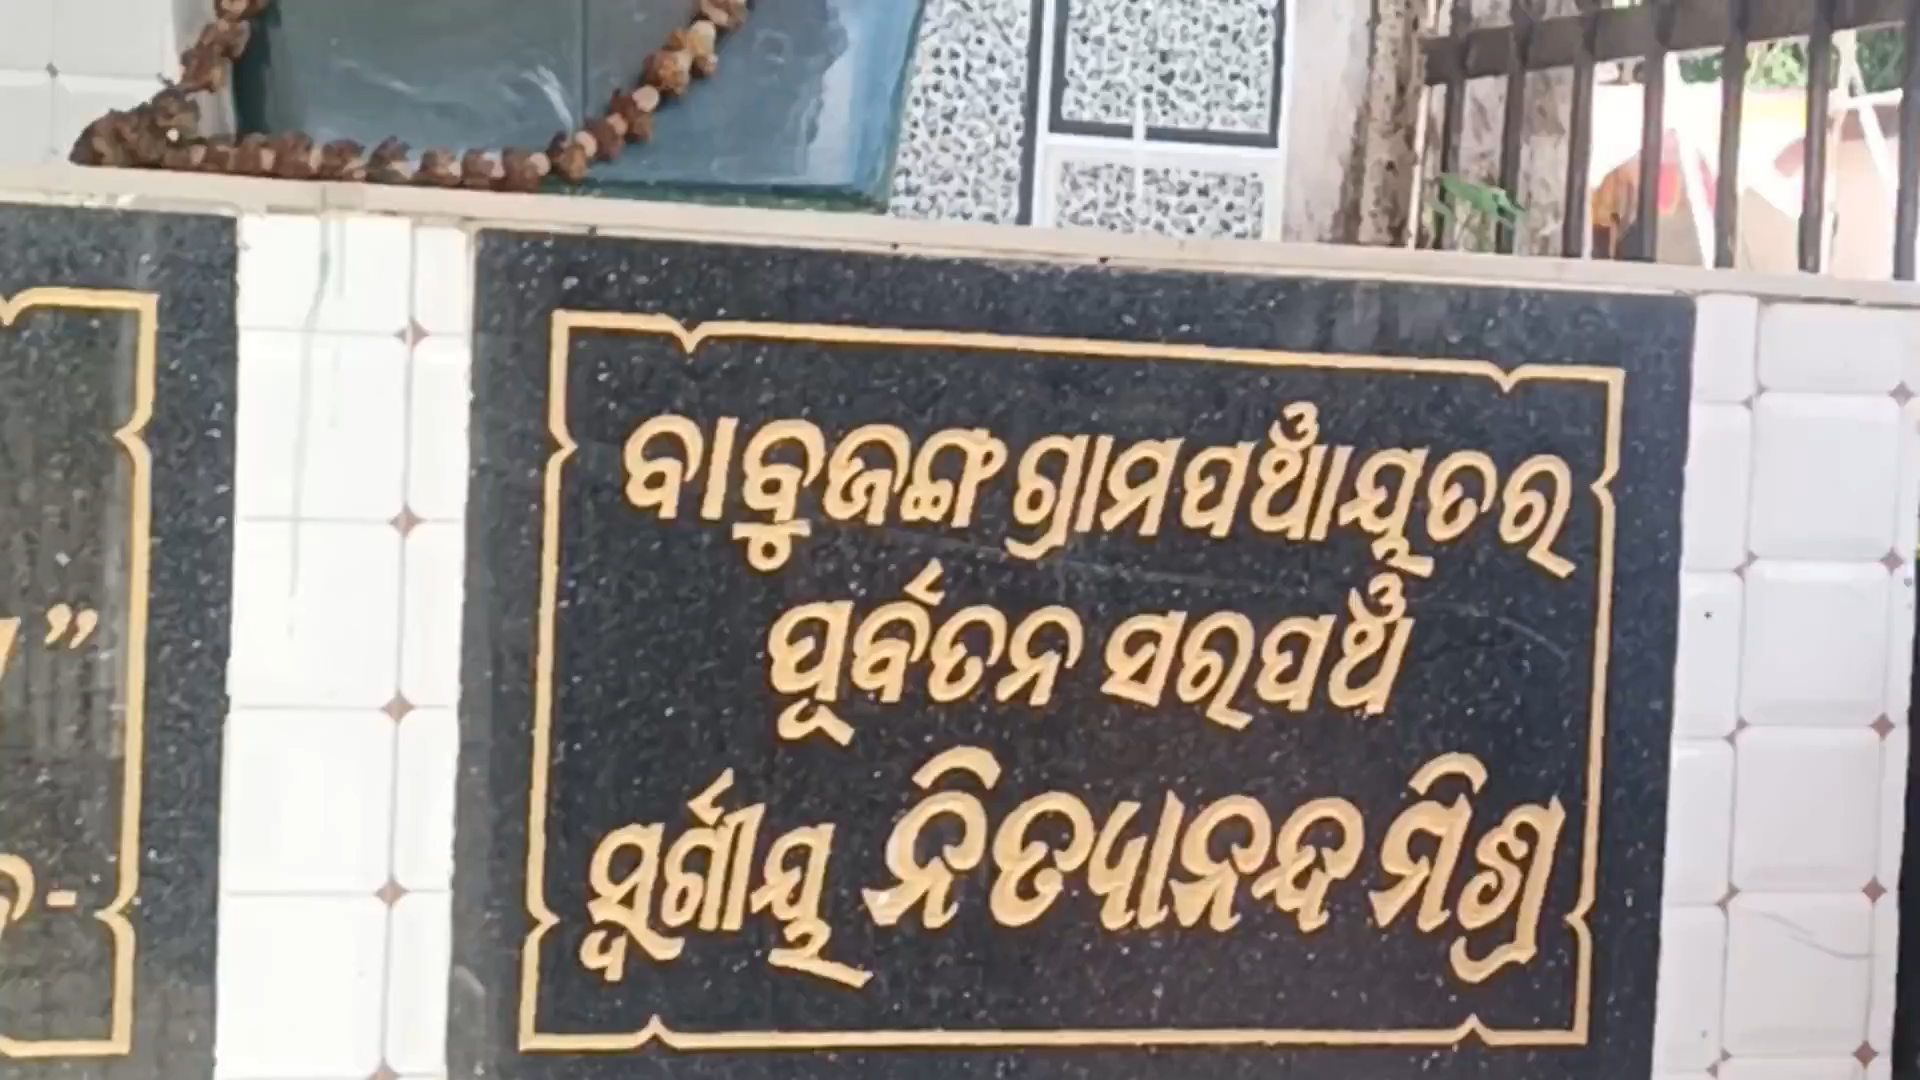 ବାବୁଜଙ୍ଗ ଗ୍ରାମପଞ୍ଚାୟତର
ପୂର୍ବତନ ସରପଞ୍ଚ
ସ୍ୱର୍ଗୀୟ ନିତ୍ୟାନନ୍ଦ ମିଶ୍ର